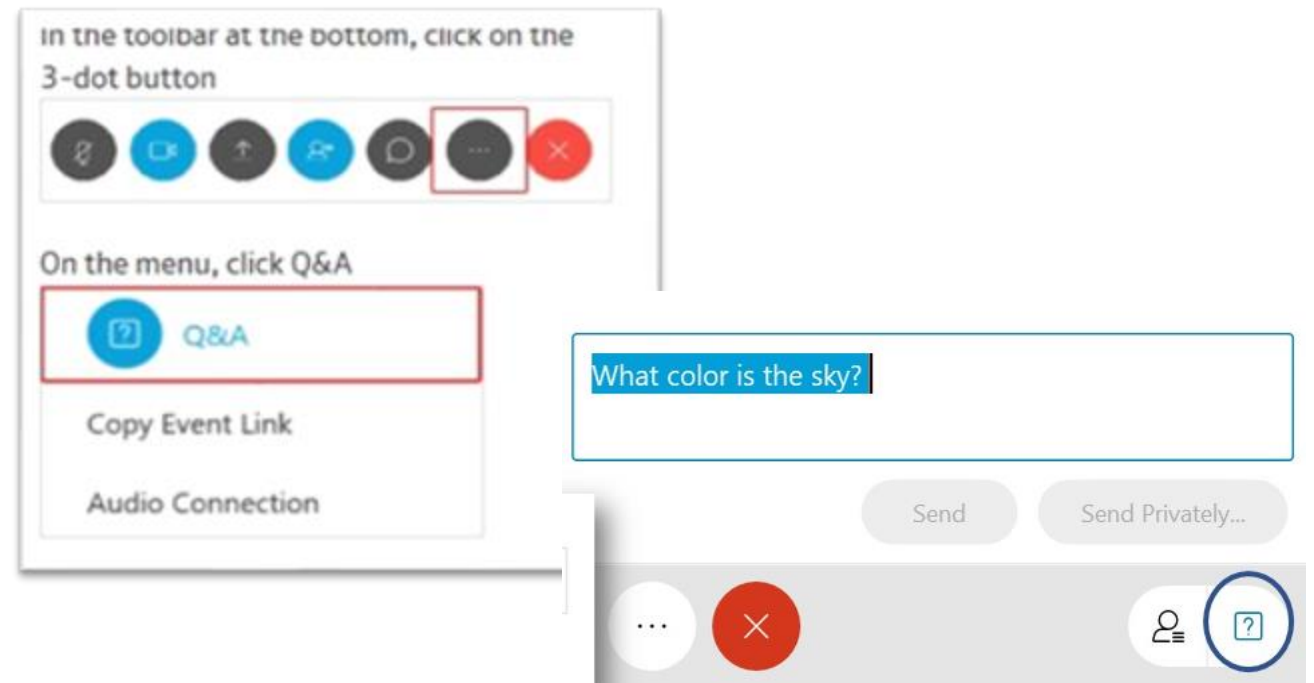 in the toolbar at the bottom, click on the
3-dot button
On the menu, click Q&A
Q&A
Copy Event Link
Audio Connection
What color is the sky?
Send
Send Privately...